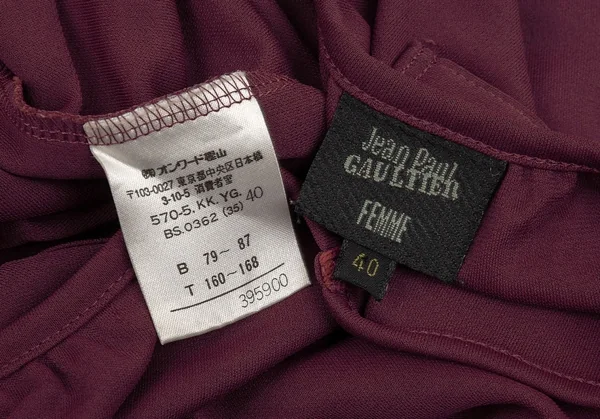 ㈱オンワード樫山
〒103-0027 東京都中央区日本橋
3-10-5 消費者室
570-5. KK. YG.
BS.0362 (35) 40
B 79～ 87
T 160～168
395900
Jean Paul
GAULTIER
FEMME
40